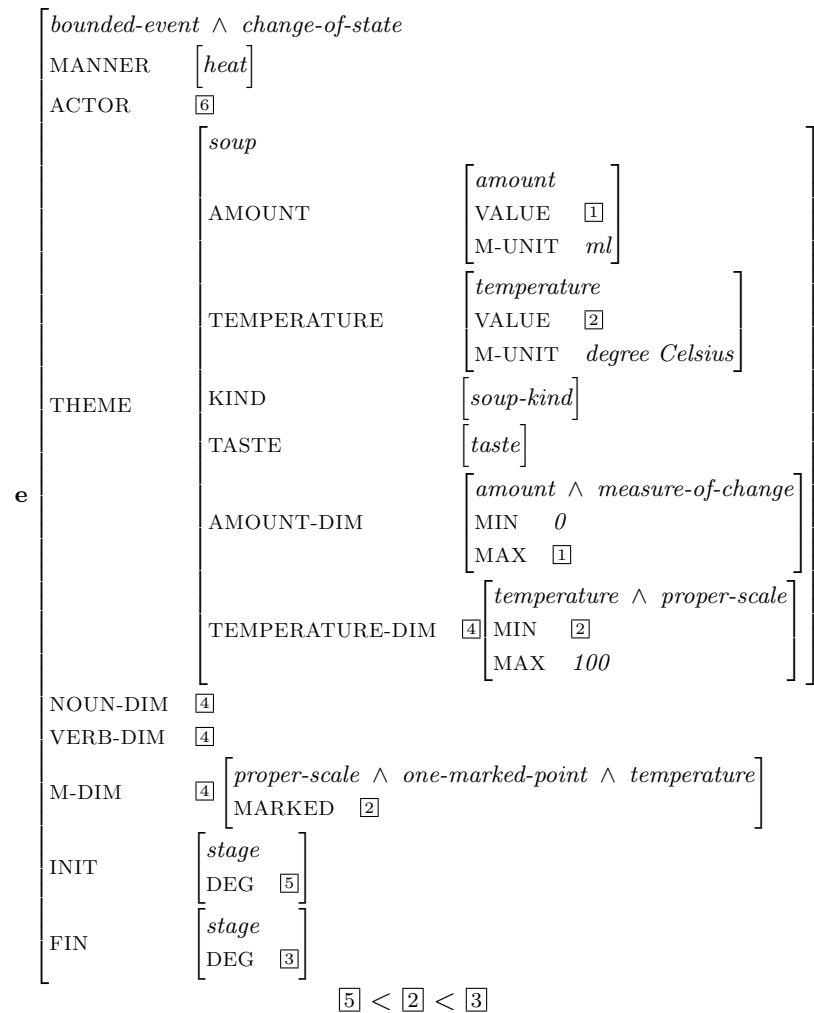 bounded-event ∧ change-of-state
MANNER [heat]
ACTOR 6
soup
amount
AMOUNT VALUE 1
M-UNIT ml
temperature
TEMPERATURE VALUE 2
M-UNIT degree Celsius
THEME KIND [soup-kind]
TASTE [taste]
e
amount ∧ measure-of-change
AMOUNT-DIM MIN 0
MAX 1
temperature ∧ proper-scale
TEMPERATURE-DIM 4 MIN 2
MAX 100
NOUN-DIM 4
VERB-DIM 4
M-DIM 4 proper-scale ∧ one-marked-point ∧ temperature
MARKED 2
INIT stage
DEG 5
FIN stage
DEG 3
5 < 2 < 3